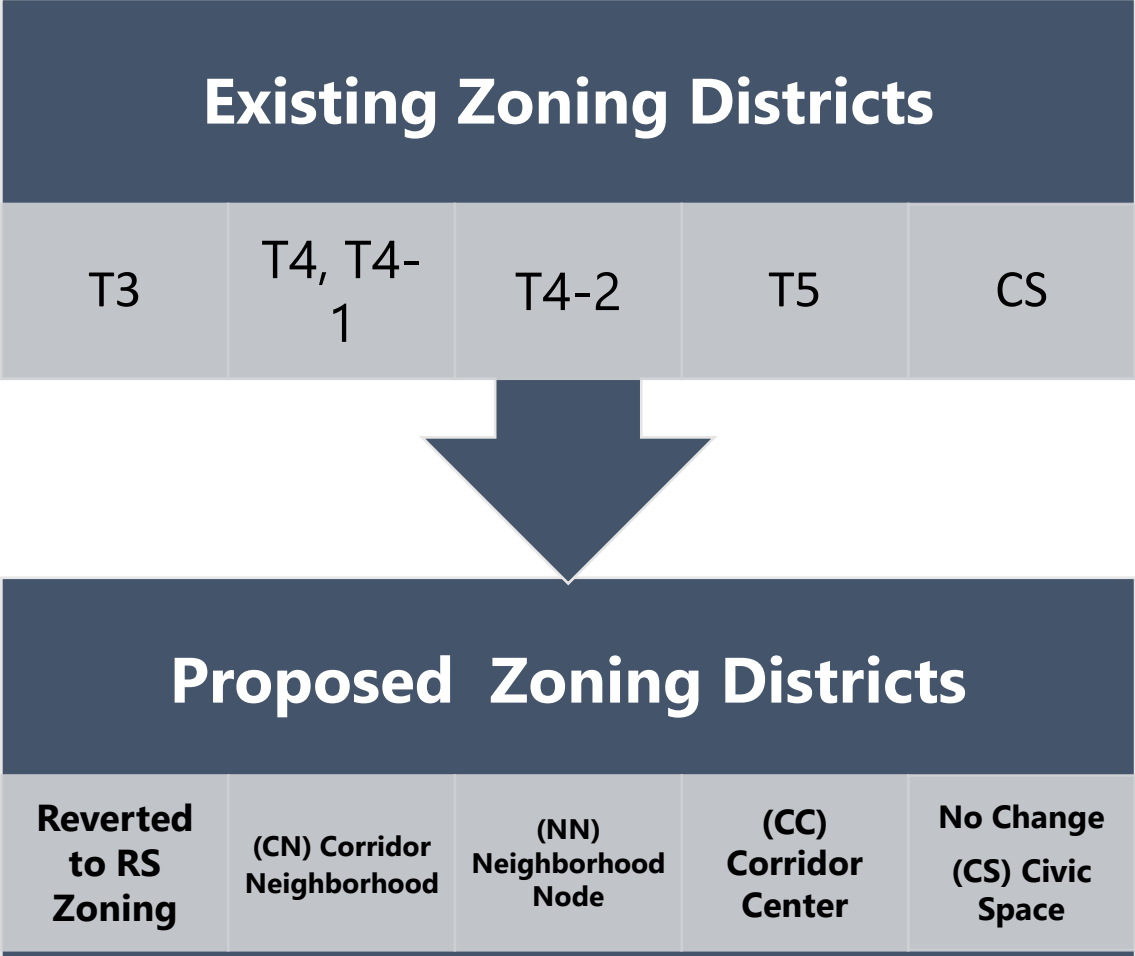 Existing Zoning Districts
T3
T4, T4-
1
T4-2
T5
CS
Proposed  Zoning Districts
Reverted
to RS
Zoning
(CN) Corridor
Neighborhood
(NN)
Neighborhood
Node
(CC)
Corridor
Center
No Change
(CS) Civic
Space